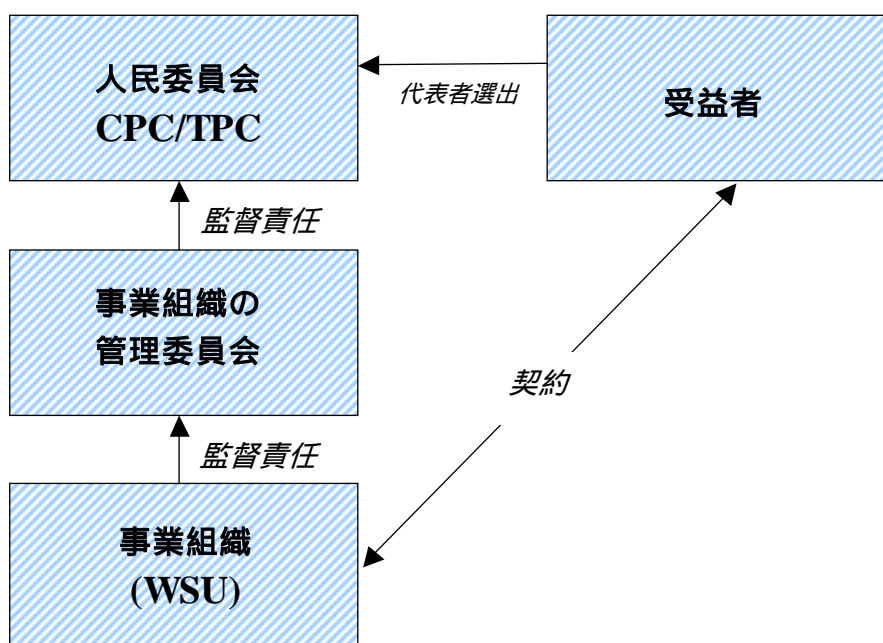 人民委員会
CPC/TPC
代表者選出
受益者
監督責任
事業組織の
管理委員会
契約
監督責任
事業組織
(WSU)